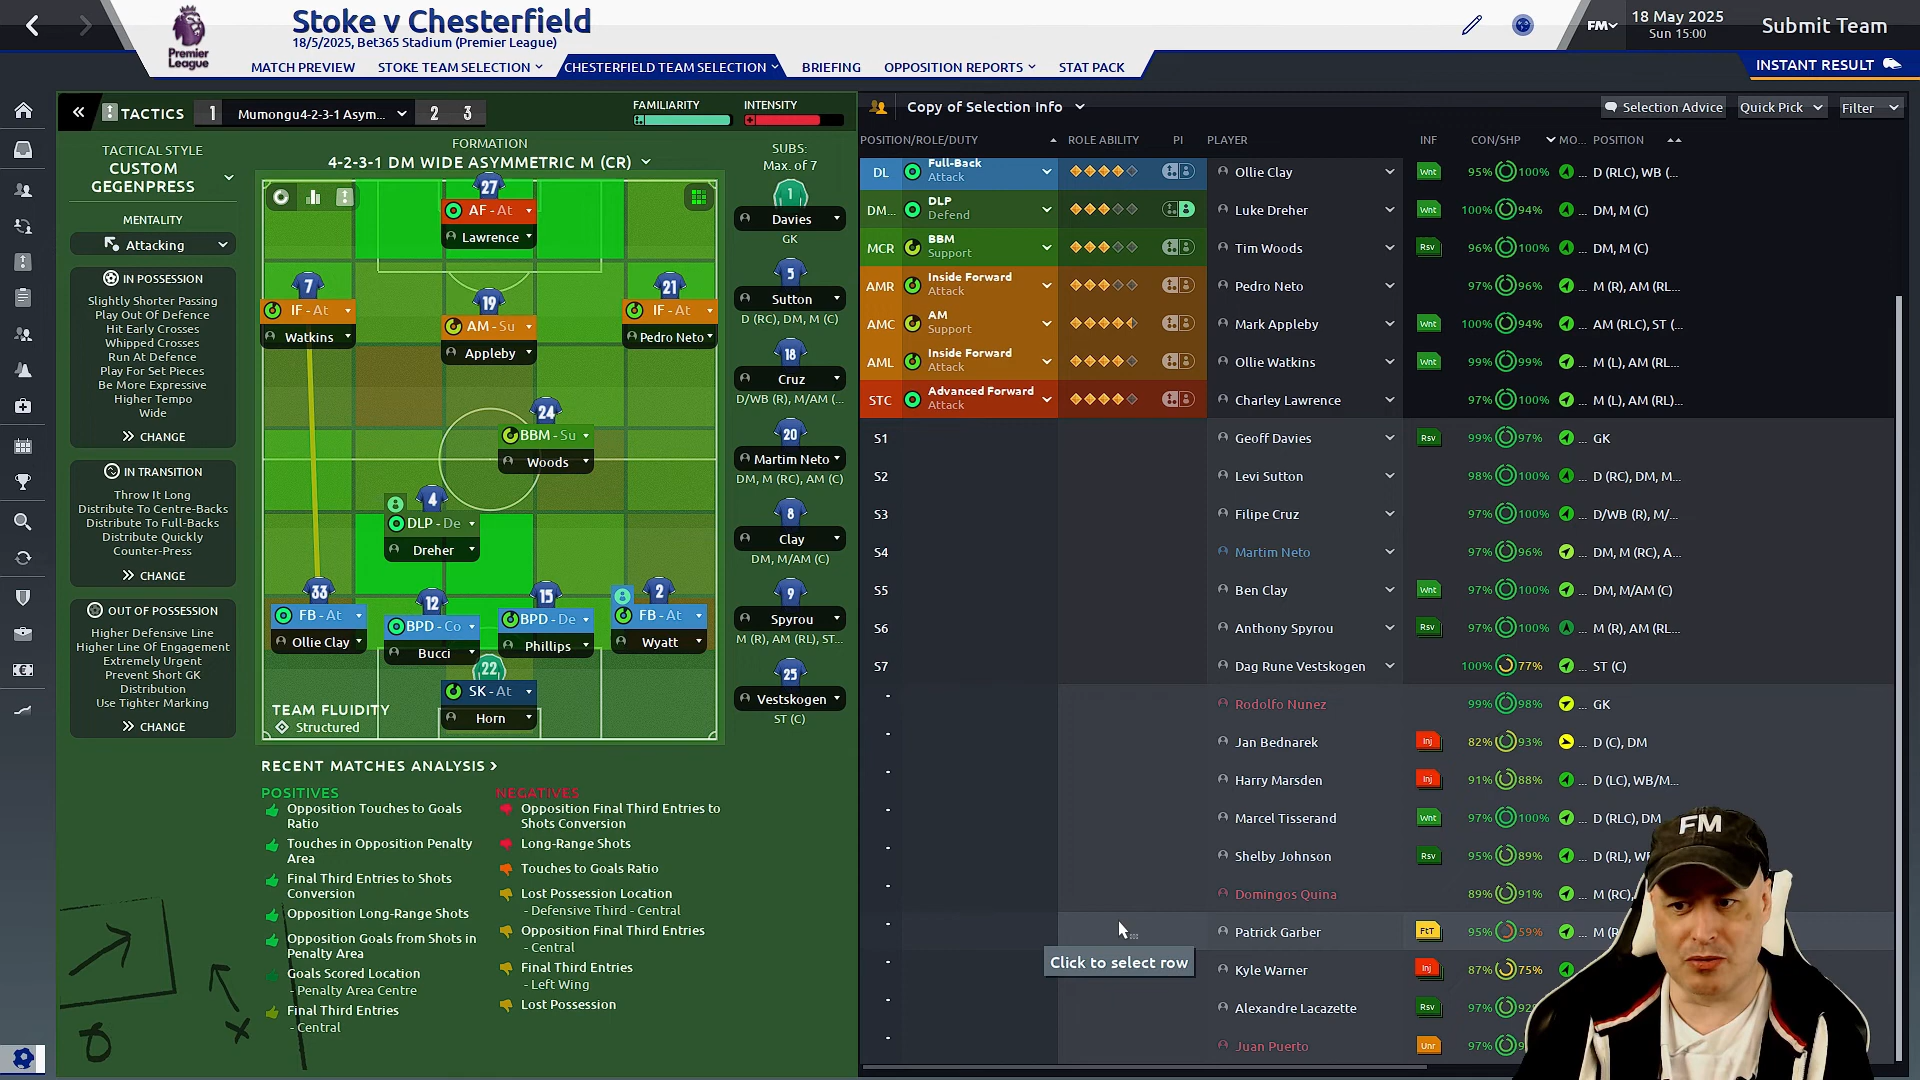 Stoke v Chesterfield
18/5/2025, Bet365 Stadium (Premier League)
Premier
League
FM
18 May 2025
Sun 15:00
Submit Team
MATCH PREVIEW
STOKE TEAM SELECTION
CHESTERFIELD TEAM SELECTION
BRIEFING
OPPOSITION REPORTS
STAT PACK
INSTANT RESULT
TACTICS
1
Mumongu4-2-3-1 Asym...
2
3
FAMILIARITY
INTENSITY
TACTICAL STYLE
CUSTOM
GEGENPRESS
MENTALITY
Attacking
IN POSSESSION
Slightly Shorter Passing
Play Out Of Defence
Hit Early Crosses
Whipped Crosses
Run At Defence
Play For Set Pieces
Be More Expressive
Higher Tempo
Wide
CHANGE
IN TRANSITION
Throw It Long
Distribute To Centre-Backs
Distribute To Full-Backs
Distribute Quickly
Counter-Press
CHANGE
OUT OF POSSESSION
Higher Defensive Line
Higher Line Of Engagement
Extremely Urgent
Prevent Short GK
Distribution
Use Tighter Marking
CHANGE
FORMATION
4-2-3-1 DM WIDE ASYMMETRIC M (CR)
27
AF - At
Lawrence
7
IF - At
Watkins
19
AM - Su
Appleby
21
IF - At
Pedro Neto
24
BBM - Su
Woods
4
DLP - De
Dreher
33
FB - At
Ollie Clay
12
BPD - Co
Bucci
15
BPD - De
Phillips
2
FB - At
Wyatt
22
SK - At
Horn
TEAM FLUIDITY
Structured
SUBS:
Max. of 7
1
Davies
GK
5
Sutton
D (RC), DM, M (C)
18
Cruz
D/WB (R), M/AM (...
20
Martim Neto
DM, M (RC), AM (C)
8
Clay
DM, M/AM (C)
9
Spyrou
M (R), AM (RL), ST...
25
Vestskogen
ST (C)
RECENT MATCHES ANALYSIS
POSITIVES
Opposition Touches to Goals
Ratio
Touches in Opposition Penalty
Area
Final Third Entries to Shots
Conversion
Opposition Long-Range Shots
Opposition Goals from Shots in
Penalty Area
Goals Scored Location
- Penalty Area Centre
Final Third Entries
- Central
NEGATIVES
Opposition Final Third Entries to
Shots Conversion
Long-Range Shots
Touches to Goals Ratio
Lost Possession Location
- Defensive Third - Central
Opposition Final Third Entries
- Central
Final Third Entries
- Left Wing
Lost Possession
Copy of Selection Info
Selection Advice
Quick Pick
Filter
POSITION/ROLE/DUTY ROLE ABILITY PI PLAYER INF CON/SHP MO... POSITION
DL Full-Back Attack Ollie Clay Wnt 95% 100% D (RLC), WB (...
DM... DLP Defend Luke Dreher Wnt 100% 94% DM, M (C)
MCR BBM Support Tim Woods Rsv 96% 100% DM, M (C)
AMR Inside Forward Attack Pedro Neto 97% 96% M (R), AM (RL...
AMC AM Support Mark Appleby Wnt 100% 94% AM (RLC), ST (...
AML Inside Forward Attack Ollie Watkins Wnt 99% 99% M (L), AM (RL...
STC Advanced Forward Attack Charley Lawrence 97% 100% M (L), AM (RL)...
S1 Geoff Davies Rsv 99% 97% GK
S2 Levi Sutton 98% 100% D (RC), DM, M...
S3 Filipe Cruz 97% 100% D/WB (R), M/...
S4 Martim Neto 97% 96% DM, M (RC), A...
S5 Ben Clay Wnt 97% 100% DM, M/AM (C)
S6 Anthony Spyrou Rsv 97% 100% M (R), AM (RL...
S7 Dag Rune Vestskogen 100% 77% ST (C)
- Rodolfo Nunez 99% 98% ... GK
- Jan Bednarek Inj 82% 93% ... D (C), DM
- Harry Marsden Inj 91% 88% ... D (LC), WB/M...
- Marcel Tisserand Wnt 97% 100% ... D (RLC), DM
- Shelby Johnson Rsv 95% 89% ... D (RL), W
- Domingos Quina 89% 91% ... M (RC),
- Patrick Garber FtT 95% 59% ... M (R
Click to select row
- Kyle Warner Inj 87% 75%
- Alexandre Lacazette Rsv 97%
- Juan Puerto Unr 97%
FM